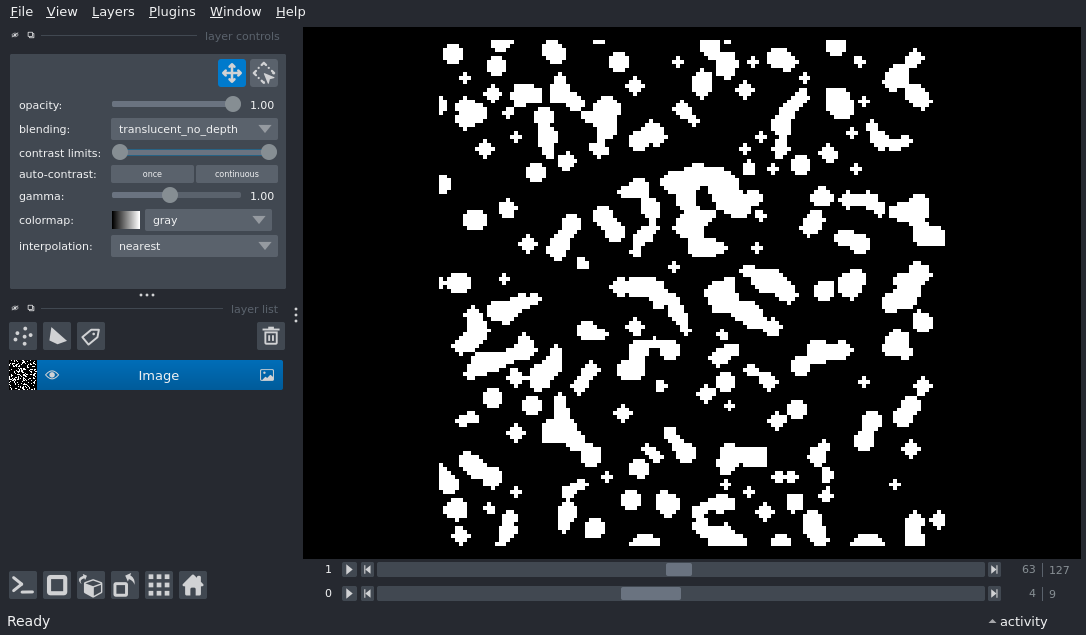 File View Layers Plugins Window Help
layer controls
opacity: 1.00
blending: translucent_no_depth
contrast limits:
auto-contrast: once continuous
gamma: 1.00
colormap: gray
interpolation: nearest
layer list
Image
1 63 127
0 4 9
Ready activity